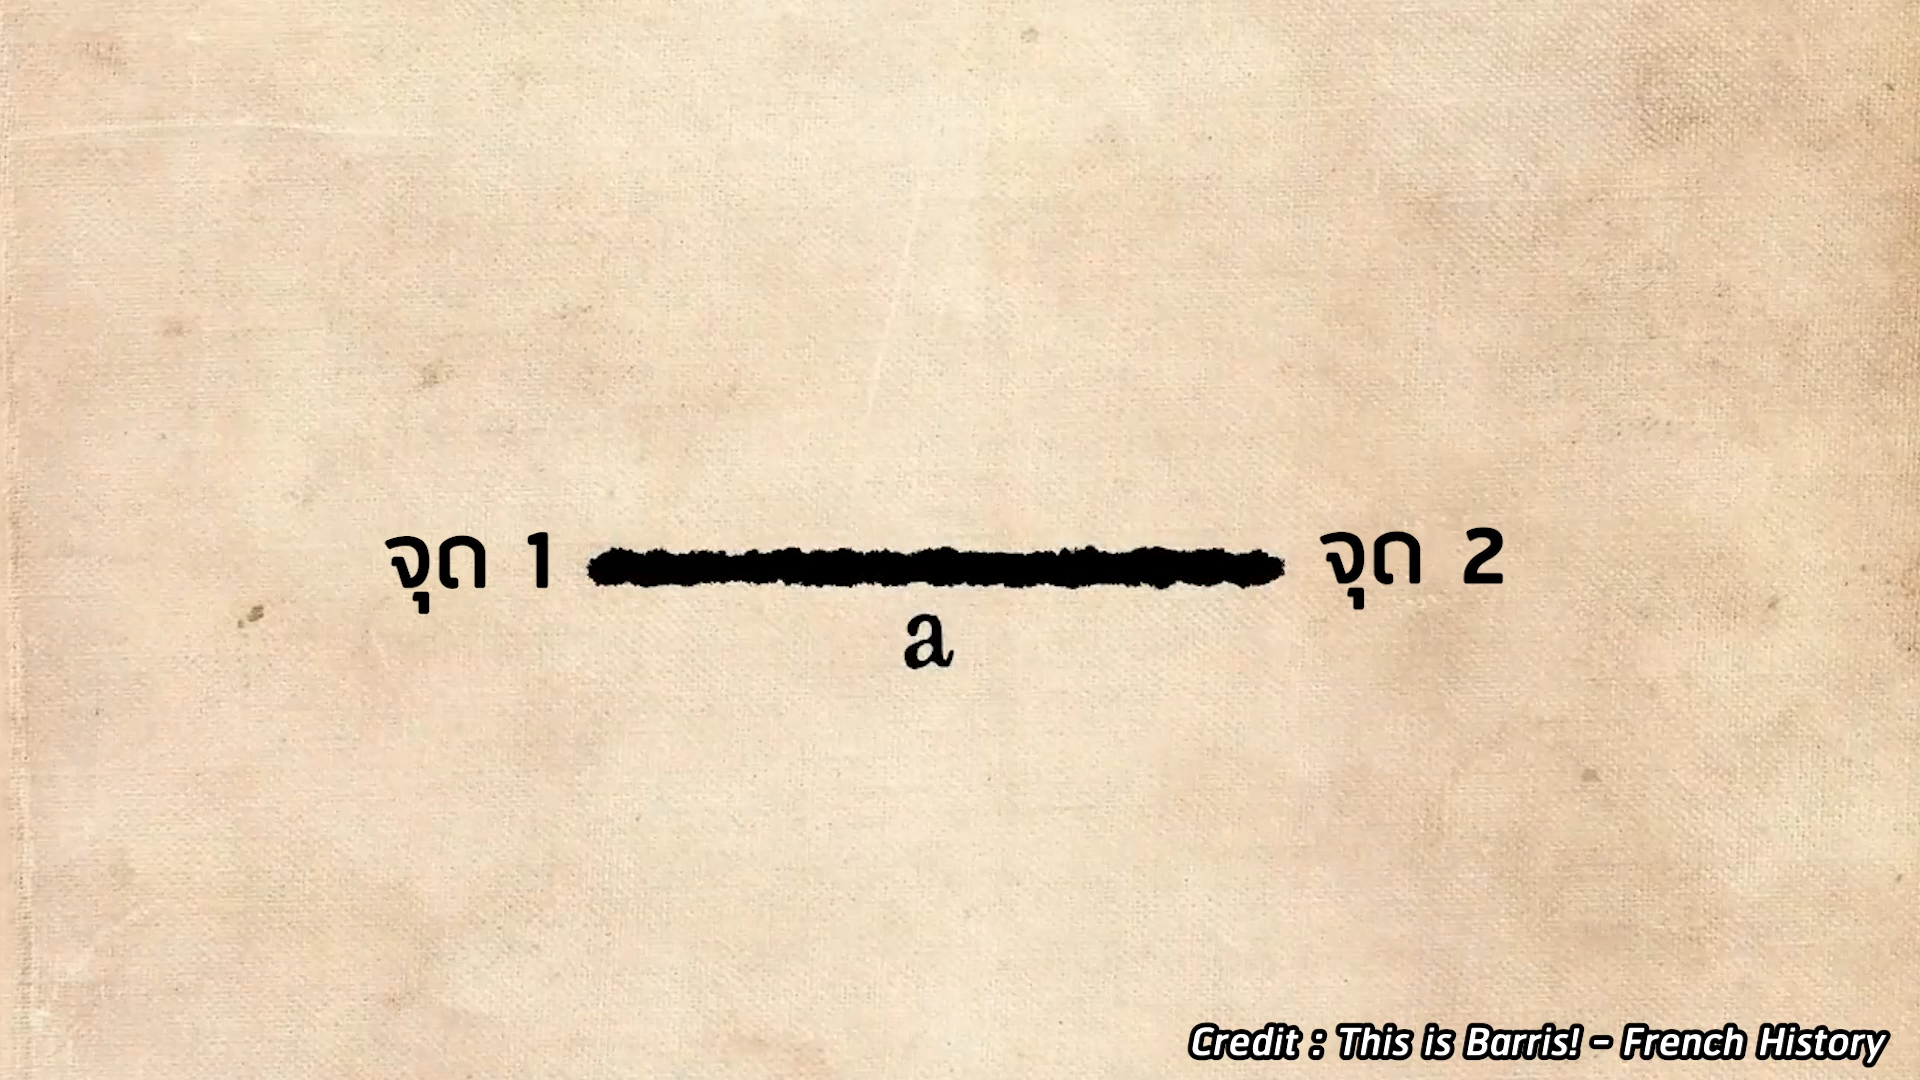 จุด 1 จุด 2
a
Credit : This is Barris! - French History